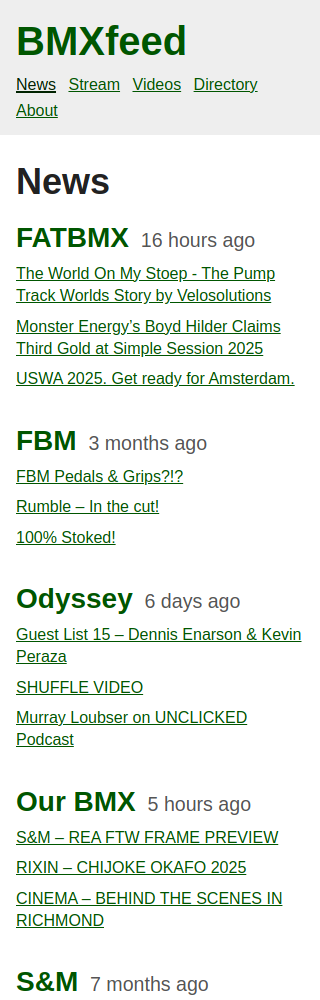 BMXfeed
News Stream Videos Directory
About
News
FATBMX 16 hours ago
The World On My Stoep - The Pump
Track Worlds Story by Velosolutions
Monster Energy’s Boyd Hilder Claims
Third Gold at Simple Session 2025
USWA 2025. Get ready for Amsterdam.
FBM 3 months ago
FBM Pedals & Grips?!?
Rumble – In the cut!
100% Stoked!
Odyssey 6 days ago
Guest List 15 – Dennis Enarson & Kevin
Peraza
SHUFFLE VIDEO
Murray Loubser on UNCLICKED
Podcast
Our BMX 5 hours ago
S&M – REA FTW FRAME PREVIEW
RIXIN – CHIJOKE OKAFO 2025
CINEMA – BEHIND THE SCENES IN
RICHMOND
S&M 7 months ago